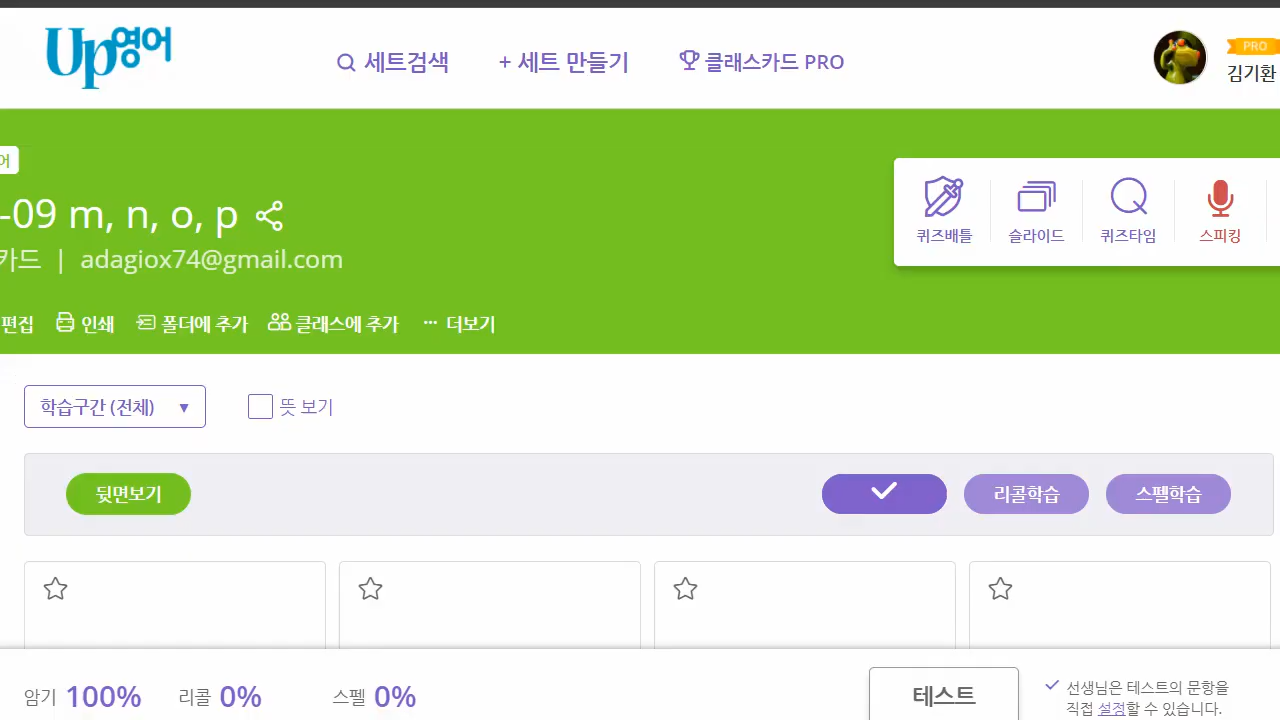 Up영어
세트검색
+ 세트 만들기
클래스카드 PRO
PRO
김기환
어
-09 m, n, o, p
카드 | adagiox74@gmail.com
퀴즈배틀
슬라이드
퀴즈타임
스피킹
편집
인쇄
폴더에 추가
클래스에 추가
··· 더보기
학습구간 (전체) ▼
뜻 보기
뒷면보기
리콜학습
스펠학습
암기 100%
리콜 0%
스펠 0%
테스트
선생님은 테스트의 문항을
직접 설정할 수 있습니다.